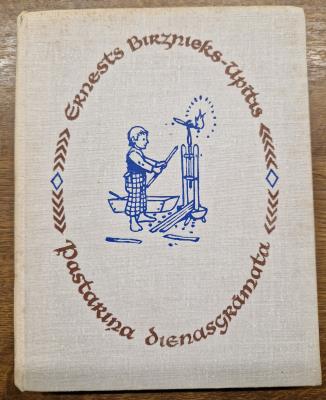 Ernests Birznieks-Upītis
Pastariņa dienasgrāmata